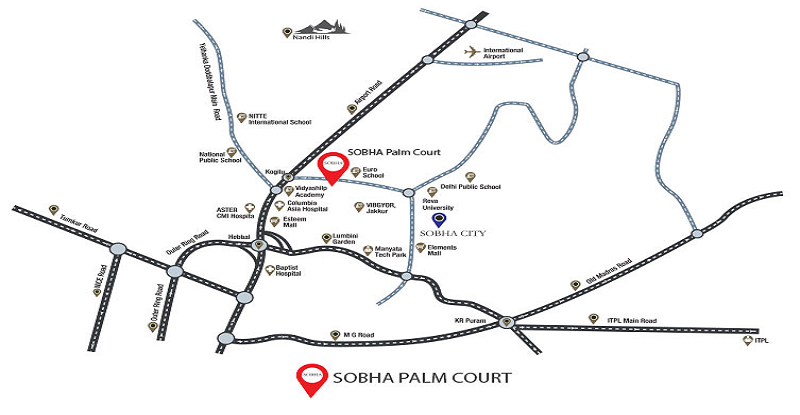 Nandi Hills
International
Airport
Yelhanka Doddbalapur Main Road
Airport Road
NITTE
International School
National
Public School
SOBHA Palm Court
SOBHA
Kogilu
Euro
School
Vidyashilp
Academy
Delhi Public School
Reva
University
Columbia
Asia Hospital
ASTER
CMI Hospita
VIBGYOR,
Jakkur
Esteem
Mall
SOBHA CITY
Tumkur Road
Outer Ring Road
Hebbal
Lumbini
Garden
Manyata
Tech Park
Elements
Mall
Baptist
Hospital
NICE Road
Outer Ring Road
Old Madras Road
KR Puram
ITPL Main Road
M G Road
ITPL
SOBHA
SOBHA PALM COURT